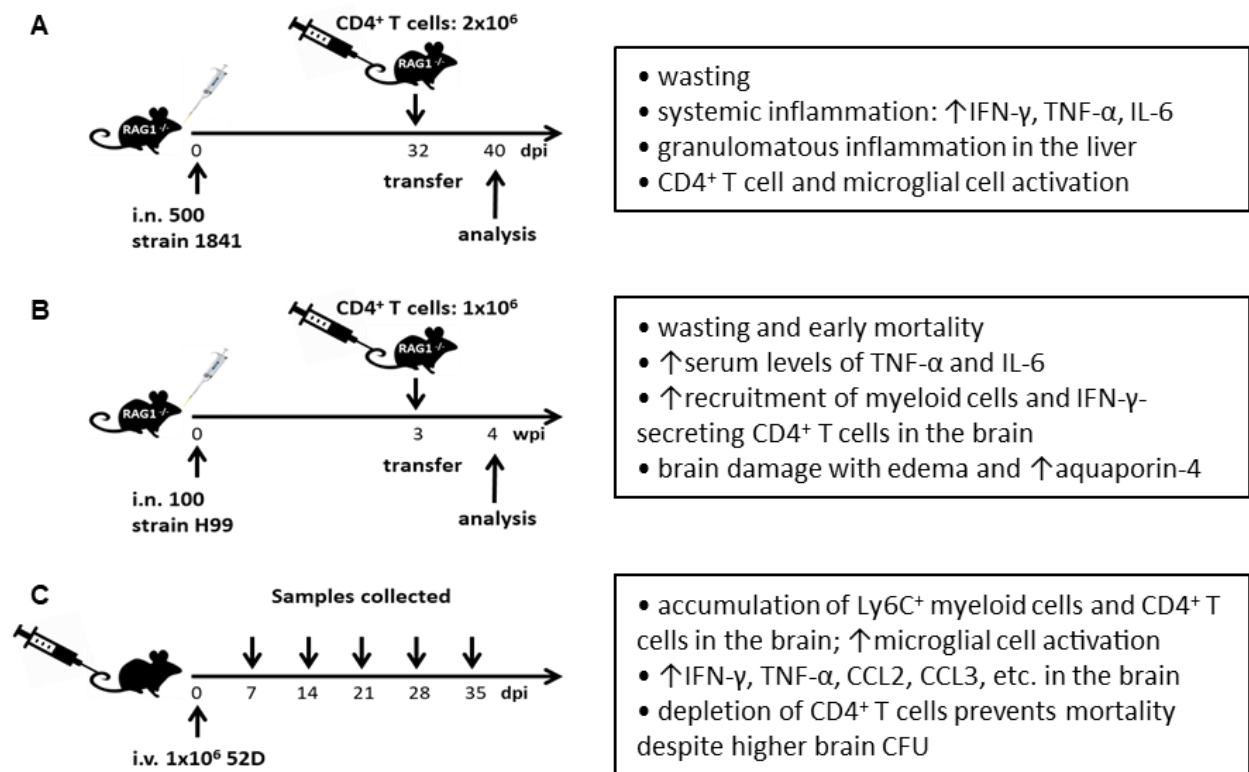 A
CD4⁺ T cells: 2x10⁶
RAG1 -/-
RAG1 -/-
0
32
40
dpi
transfer
i.n. 500
strain 1841
analysis
• wasting
• systemic inflammation: ↑IFN-γ, TNF-α, IL-6
• granulomatous inflammation in the liver
• CD4⁺ T cell and microglial cell activation
B
CD4⁺ T cells: 1x10⁶
RAG1 -/-
RAG1 -/-
0
3
4
wpi
transfer
i.n. 100
strain H99
analysis
• wasting and early mortality
• ↑serum levels of TNF-α and IL-6
• ↑recruitment of myeloid cells and IFN-γ-
secreting CD4⁺ T cells in the brain
• brain damage with edema and ↑aquaporin-4
C
Samples collected
0
7
14
21
28
35
dpi
i.v. 1x10⁶ 52D
• accumulation of Ly6C⁺ myeloid cells and CD4⁺ T
cells in the brain; ↑microglial cell activation
• ↑IFN-γ, TNF-α, CCL2, CCL3, etc. in the brain
• depletion of CD4⁺ T cells prevents mortality
despite higher brain CFU